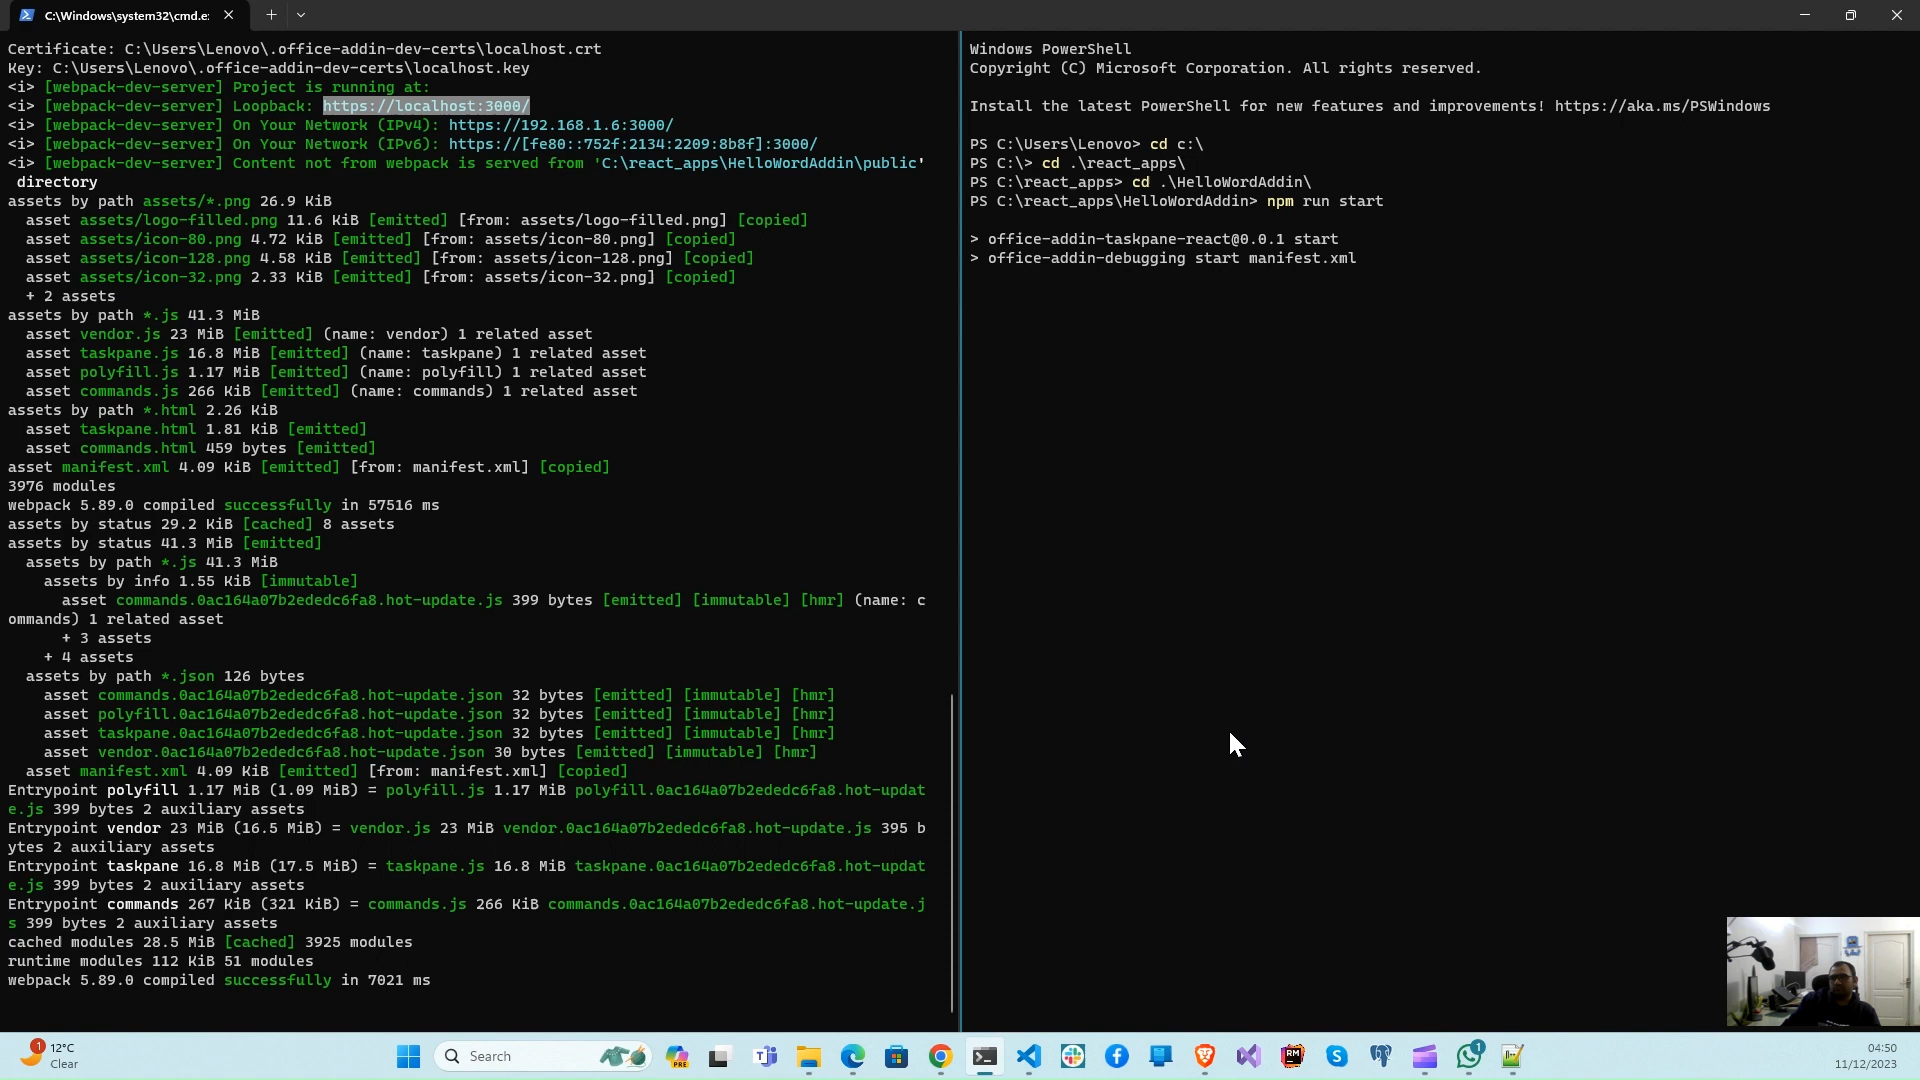 C:\Windows\system32\cmd.e:
Certificate: C:\Users\Lenovo\.office-addin-dev-certs\localhost.crt
Key: C:\Users\Lenovo\.office-addin-dev-certs\localhost.key
<i> [webpack-dev-server] Project is running at:
<i> [webpack-dev-server] Loopback: https://localhost:3000/
<i> [webpack-dev-server] On Your Network (IPv4): https://192.168.1.6:3000/
<i> [webpack-dev-server] On Your Network (IPv6): https://[fe80::752f:2134:2209:8b8f]:3000/
<i> [webpack-dev-server] Content not from webpack is served from 'C:\react_apps\HelloWordAddin\public'
directory
assets by path assets/*.png 26.9 KiB
asset assets/logo-filled.png 11.6 KiB [emitted] [from: assets/logo-filled.png] [copied]
asset assets/icon-80.png 4.72 KiB [emitted] [from: assets/icon-80.png] [copied]
asset assets/icon-128.png 4.58 KiB [emitted] [from: assets/icon-128.png] [copied]
asset assets/icon-32.png 2.33 KiB [emitted] [from: assets/icon-32.png] [copied]
+ 2 assets
assets by path *.js 41.3 MiB
asset vendor.js 23 MiB [emitted] (name: vendor) 1 related asset
asset taskpane.js 16.8 MiB [emitted] (name: taskpane) 1 related asset
asset polyfill.js 1.17 MiB [emitted] (name: polyfill) 1 related asset
asset commands.js 266 KiB [emitted] (name: commands) 1 related asset
assets by path *.html 2.26 KiB
asset taskpane.html 1.81 KiB [emitted]
asset commands.html 459 bytes [emitted]
asset manifest.xml 4.09 KiB [emitted] [from: manifest.xml] [copied]
3976 modules
webpack 5.89.0 compiled successfully in 57516 ms
assets by status 29.2 KiB [cached] 8 assets
assets by status 41.3 MiB [emitted]
assets by path *.js 41.3 MiB
assets by info 1.55 KiB [immutable]
asset commands.0ac164a07b2ededc6fa8.hot-update.js 399 bytes [emitted] [immutable] [hmr] (name: c
ommands) 1 related asset
+ 3 assets
+ 4 assets
assets by path *.json 126 bytes
asset commands.0ac164a07b2ededc6fa8.hot-update.json 32 bytes [emitted] [immutable] [hmr]
asset polyfill.0ac164a07b2ededc6fa8.hot-update.json 32 bytes [emitted] [immutable] [hmr]
asset taskpane.0ac164a07b2ededc6fa8.hot-update.json 32 bytes [emitted] [immutable] [hmr]
asset vendor.0ac164a07b2ededc6fa8.hot-update.json 30 bytes [emitted] [immutable] [hmr]
asset manifest.xml 4.09 KiB [emitted] [from: manifest.xml] [copied]
Entrypoint polyfill 1.17 MiB (1.09 MiB) = polyfill.js 1.17 MiB polyfill.0ac164a07b2ededc6fa8.hot-updat
e.js 399 bytes 2 auxiliary assets
Entrypoint vendor 23 MiB (16.5 MiB) = vendor.js 23 MiB vendor.0ac164a07b2ededc6fa8.hot-update.js 395 b
ytes 2 auxiliary assets
Entrypoint taskpane 16.8 MiB (17.5 MiB) = taskpane.js 16.8 MiB taskpane.0ac164a07b2ededc6fa8.hot-updat
e.js 399 bytes 2 auxiliary assets
Entrypoint commands 267 KiB (321 KiB) = commands.js 266 KiB commands.0ac164a07b2ededc6fa8.hot-update.j
s 399 bytes 2 auxiliary assets
cached modules 28.5 MiB [cached] 3925 modules
runtime modules 112 KiB 51 modules
webpack 5.89.0 compiled successfully in 7021 ms
Windows PowerShell
Copyright (C) Microsoft Corporation. All rights reserved.
Install the latest PowerShell for new features and improvements! https://aka.ms/PSWindows
PS C:\Users\Lenovo> cd c:\
PS C:\> cd .\react_apps\
PS C:\react_apps> cd .\HelloWordAddin\
PS C:\react_apps\HelloWordAddin> npm run start
> office-addin-taskpane-react@0.0.1 start
> office-addin-debugging start manifest.xml
1
12°C
Clear
Search
PRE
RM
1
04:50
11/12/2023